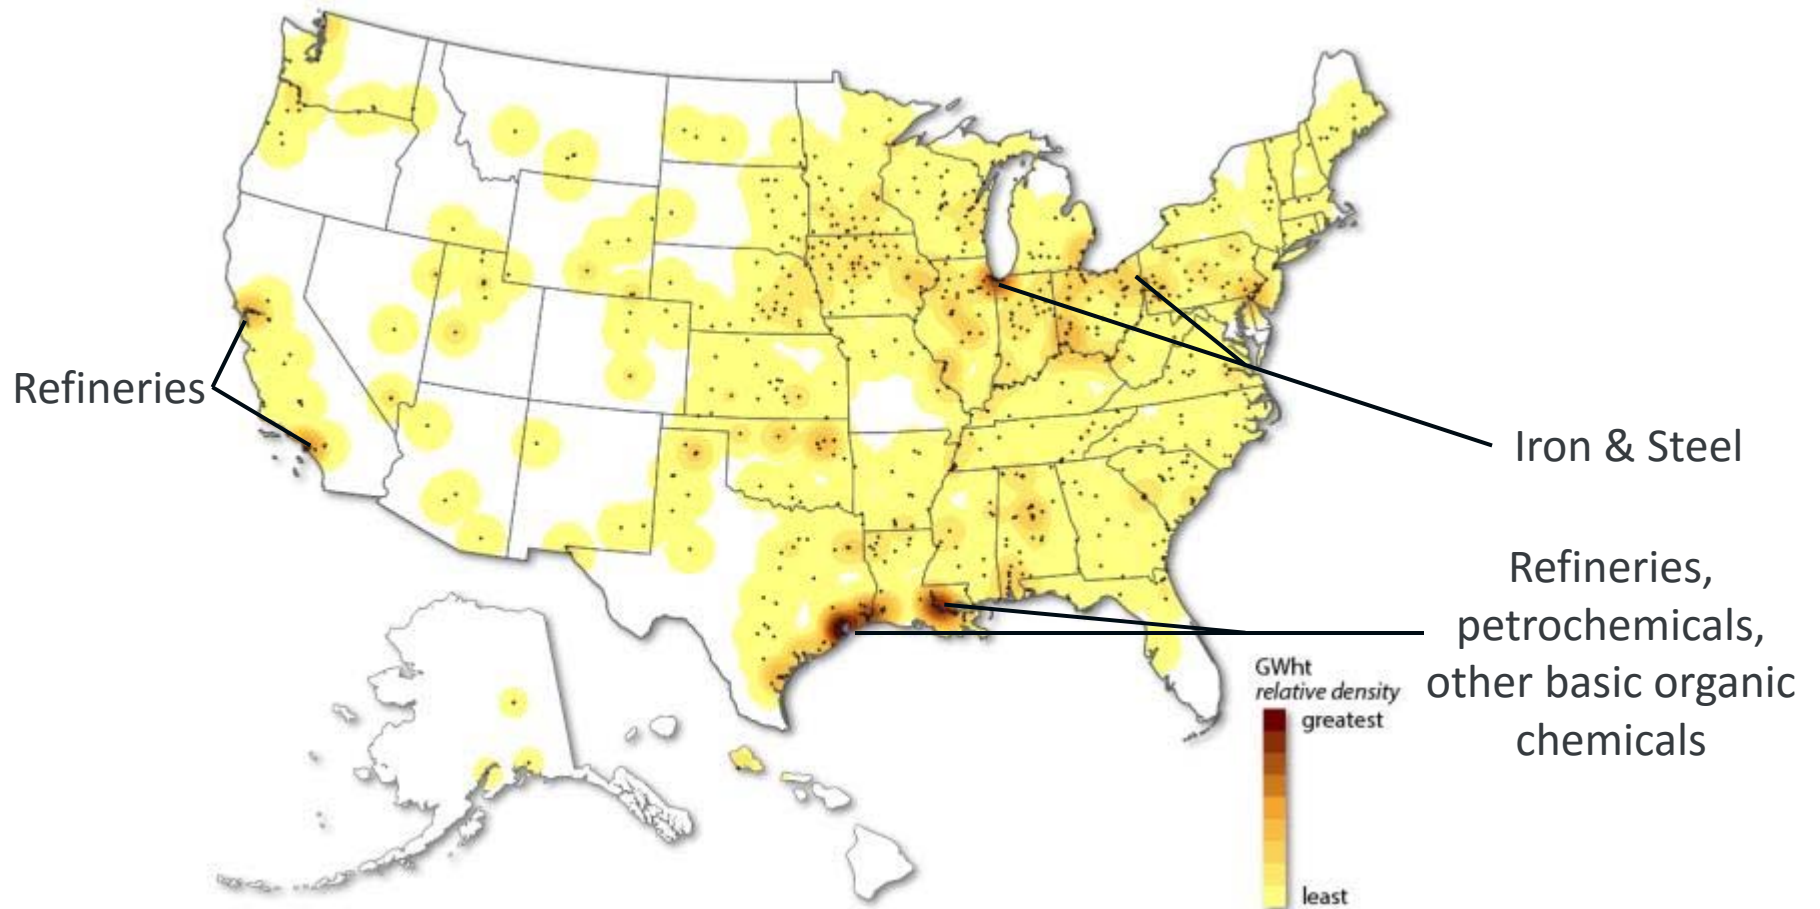 Refineries
Iron & Steel
Refineries,
petrochemicals,
other basic organic
chemicals
GWht
relative density
greatest
least